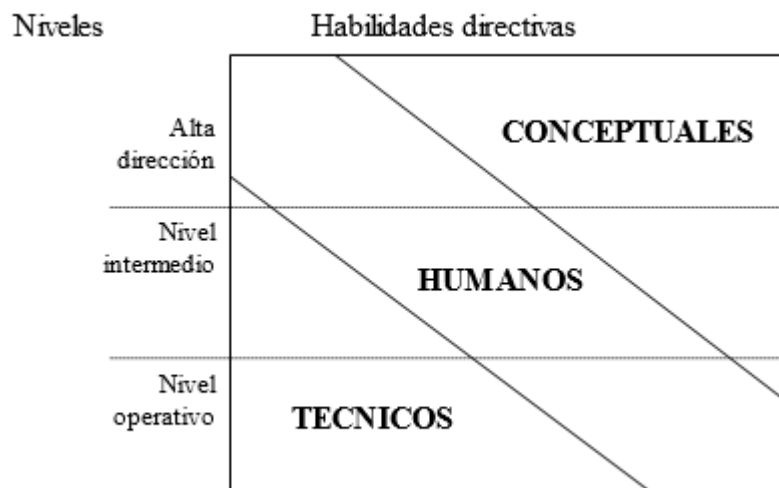 Niveles
Habilidades directivas
Alta
dirección
CONCEPTUALES
Nivel
intermedio
HUMANOS
Nivel
operativo
TECNICOS